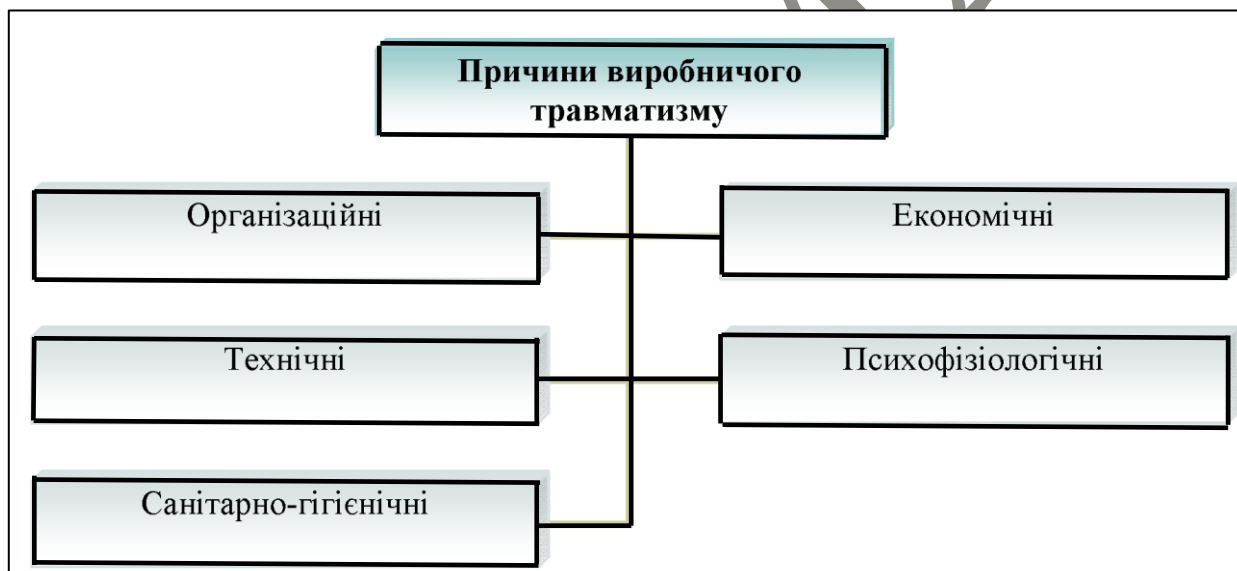 Причини виробничого
травматизму
Організаційні
Економічні
Технічні
Психофізіологічні
Санітарно-гігієнічні